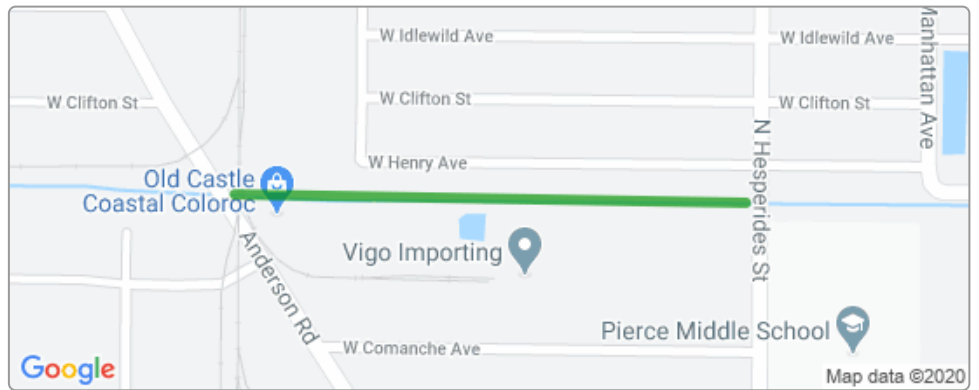 W Idlewild Ave
W Idlewild Ave
Manhattan Ave
W Clifton St
W Clifton St
W Clifton St
N Hesperides St
W Henry Ave
Old Castle
Coastal Coloroc
Anderson Rd
Vigo Importing
Pierce Middle School
W Comanche Ave
Google
Map data ©2020